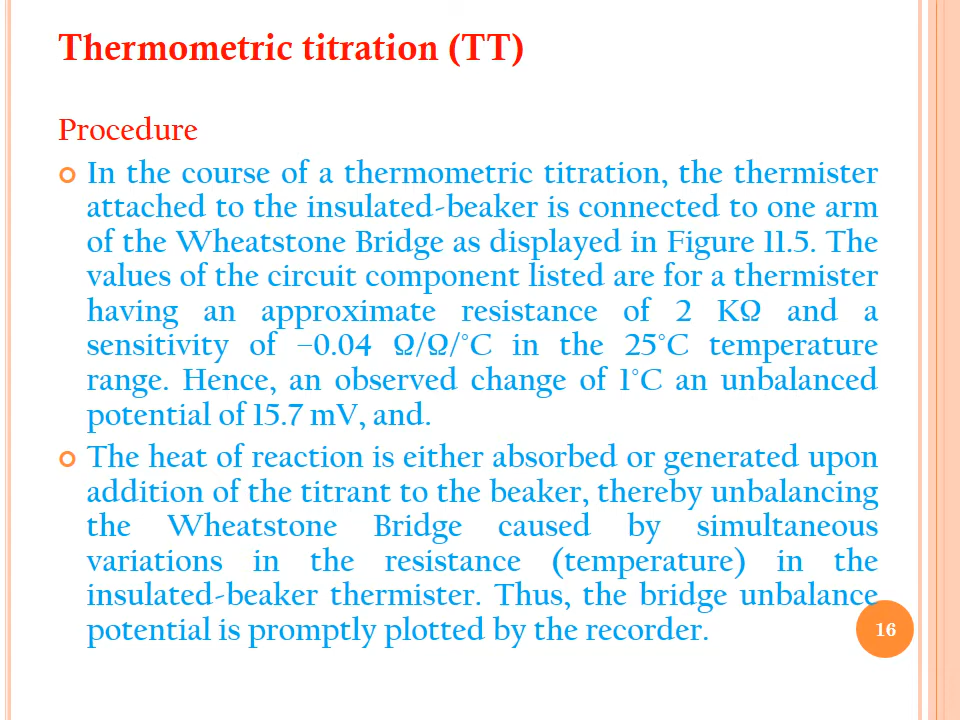 Thermometric titration (TT)
Procedure
In the course of a thermometric titration, the thermister
attached to the insulated-beaker is connected to one arm
of the Wheatstone Bridge as displayed in Figure 11.5. The
values of the circuit component listed are for a thermister
having an approximate resistance of 2 KΩ and a
sensitivity of –0.04 Ω/Ω/°C in the 25°C temperature
range. Hence, an observed change of 1°C an unbalanced
potential of 15.7 mV, and.
The heat of reaction is either absorbed or generated upon
addition of the titrant to the beaker, thereby unbalancing
the Wheatstone Bridge caused by simultaneous
variations in the resistance (temperature) in the
insulated-beaker thermister. Thus, the bridge unbalance
potential is promptly plotted by the recorder.
16